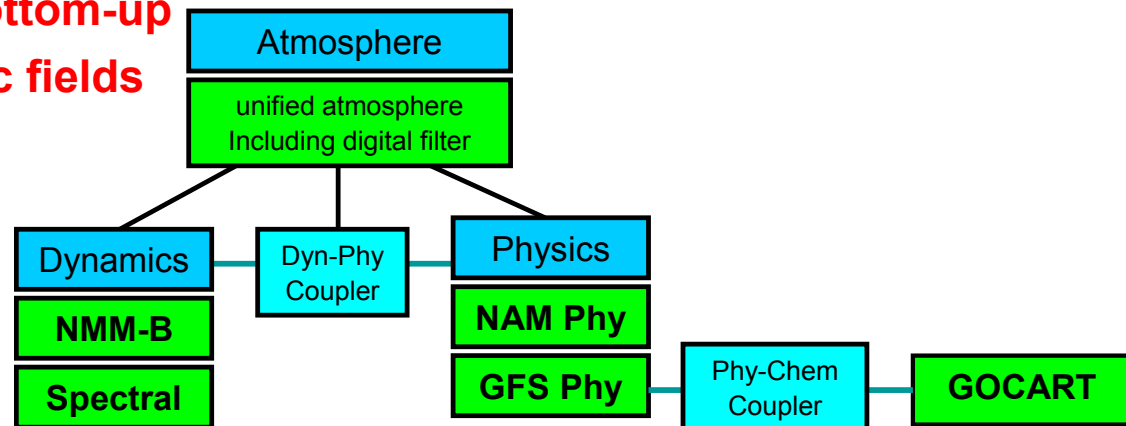 ottom-up
c fields
Atmosphere
unified atmosphere
Including digital filter
Dynamics
Dyn-Phy
Coupler
Physics
NMM-B
NAM Phy
Spectral
GFS Phy
Phy-Chem
Coupler
GOCART